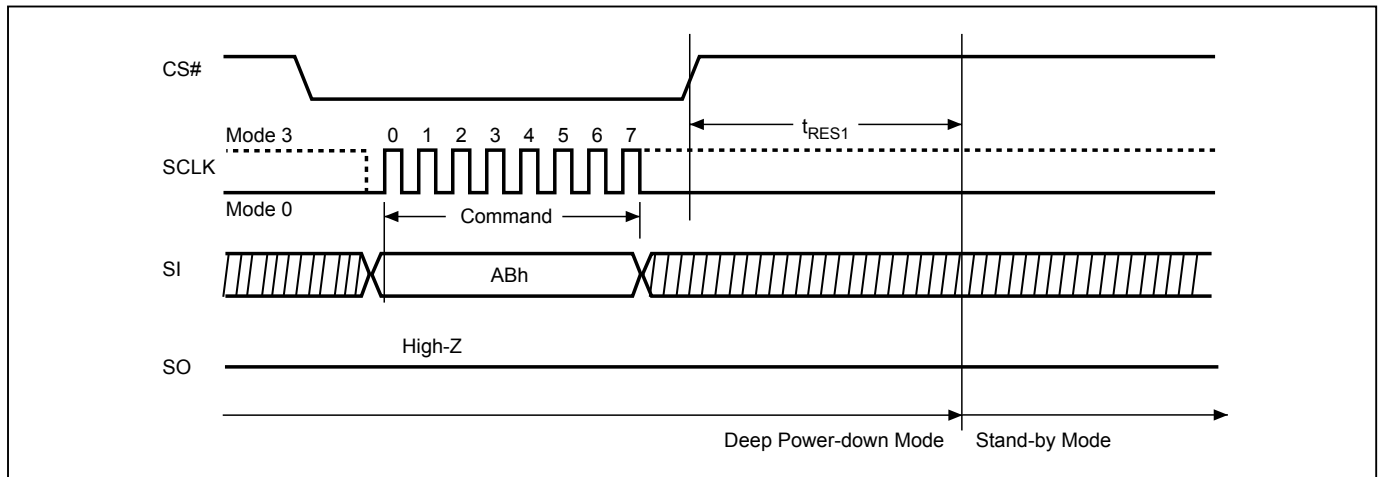 CS#
tRES1
Mode 3
0 1 2 3 4 5 6 7
SCLK
Mode 0
Command
SI
ABh
High-Z
SO
Deep Power-down Mode
Stand-by Mode